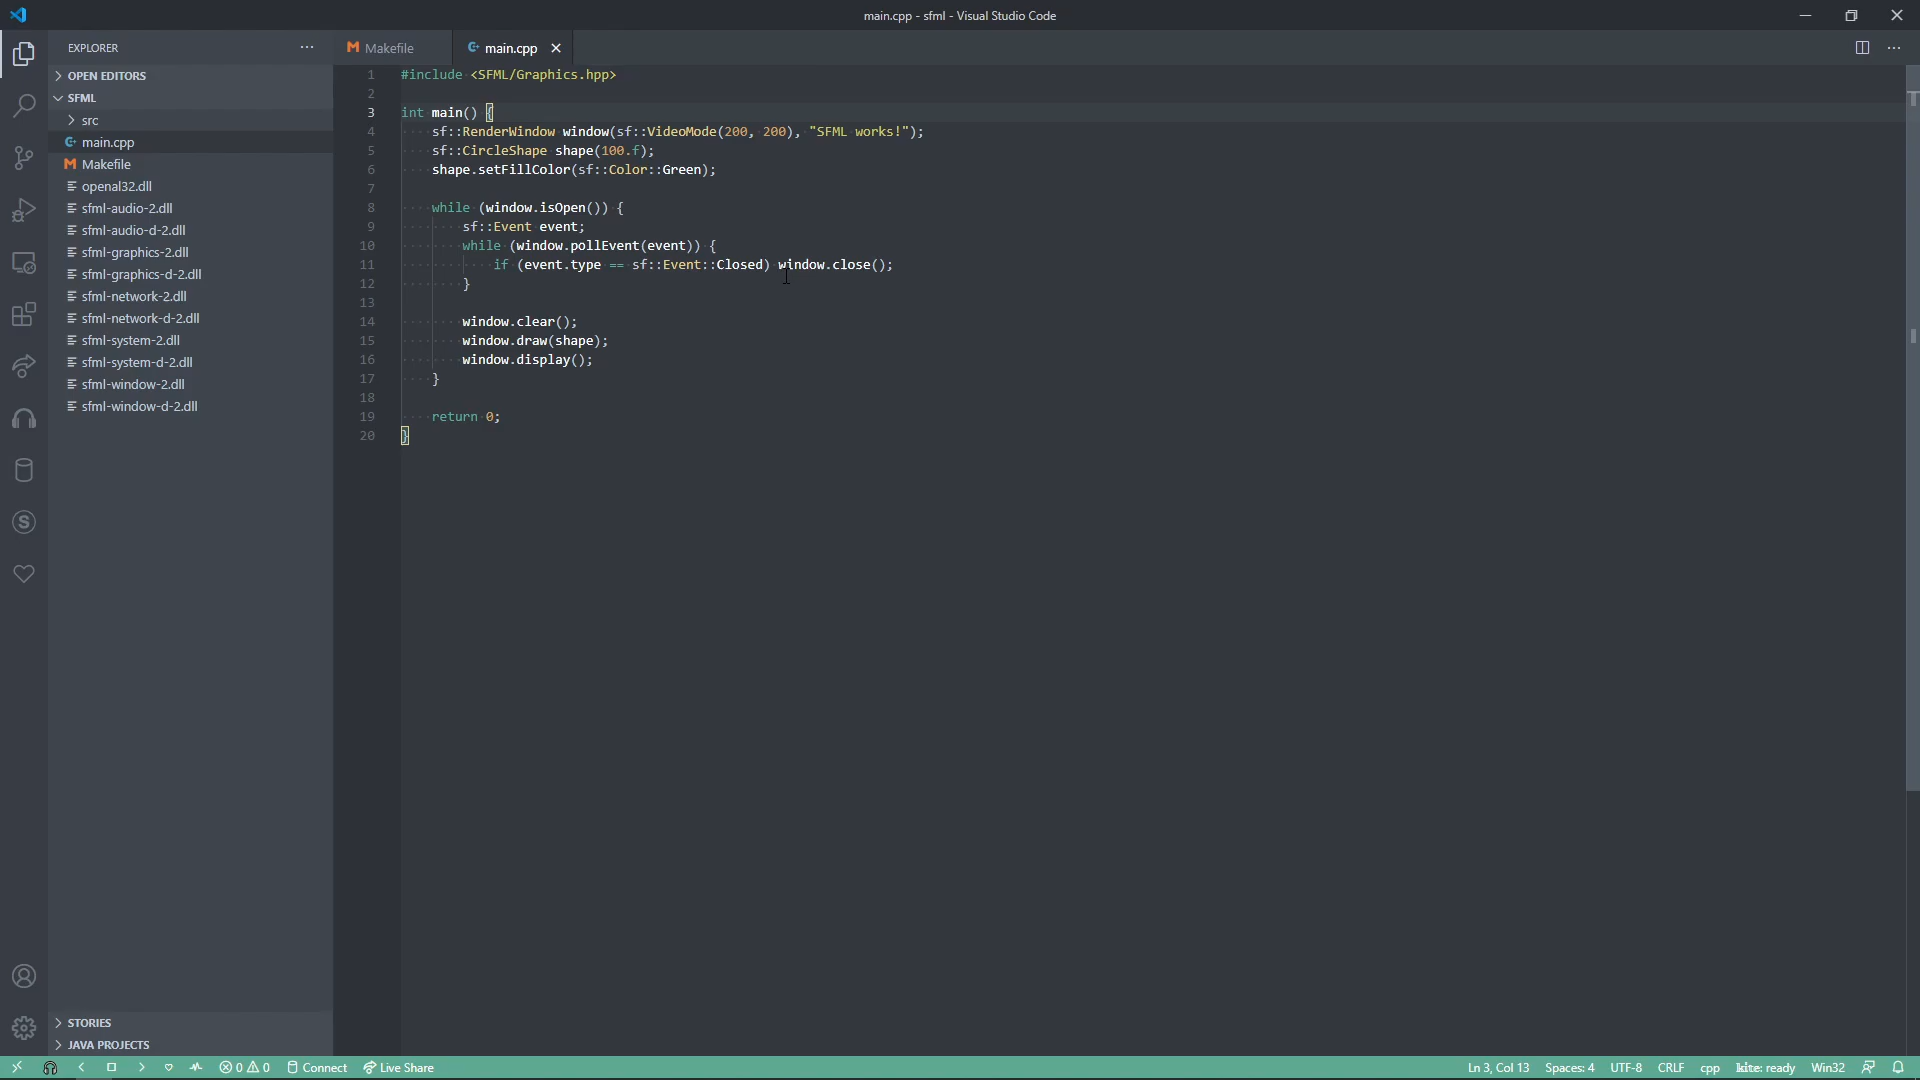 main.cpp - sfml - Visual Studio Code
EXPLORER
OPEN EDITORS
SFML
src
main.cpp
Makefile
openal32.dll
sfml-audio-2.dll
sfml-audio-d-2.dll
sfml-graphics-2.dll
sfml-graphics-d-2.dll
sfml-network-2.dll
sfml-network-d-2.dll
sfml-system-2.dll
sfml-system-d-2.dll
sfml-window-2.dll
sfml-window-d-2.dll
STORIES
JAVA PROJECTS
Makefile
main.cpp
1 #include <SFML/Graphics.hpp>
2
3 int main() {
4 sf::RenderWindow window(sf::VideoMode(200, 200), "SFML works!");
5 sf::CircleShape shape(100.f);
6 shape.setFillColor(sf::Color::Green);
7
8 while (window.isOpen()) {
9 sf::Event event;
10 while (window.pollEvent(event)) {
11 if (event.type == sf::Event::Closed) window.close();
12 }
13
14 window.clear();
15 window.draw(shape);
16 window.display();
17 }
18
19 return 0;
20 }
0 0 Connect Live Share Ln 3, Col 13 Spaces: 4 UTF-8 CRLF cpp kite: ready Win32